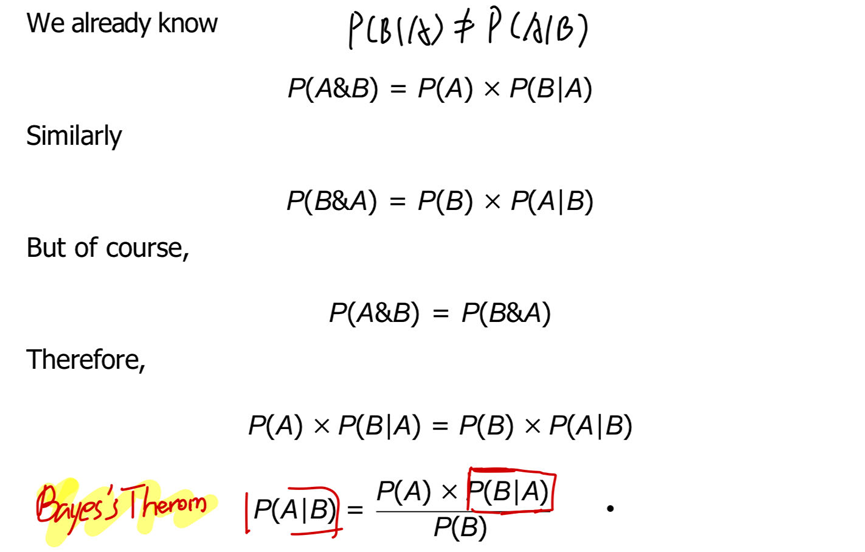 We already know P(B|A) ≠ P(A|B)
P(A&B) = P(A) × P(B|A)
Similarly
P(B&A) = P(B) × P(A|B)
But of course,
P(A&B) = P(B&A)
Therefore,
P(A) × P(B|A) = P(B) × P(A|B)
Bayes's Therom P(A|B) = P(A) × P(B|A) / P(B)